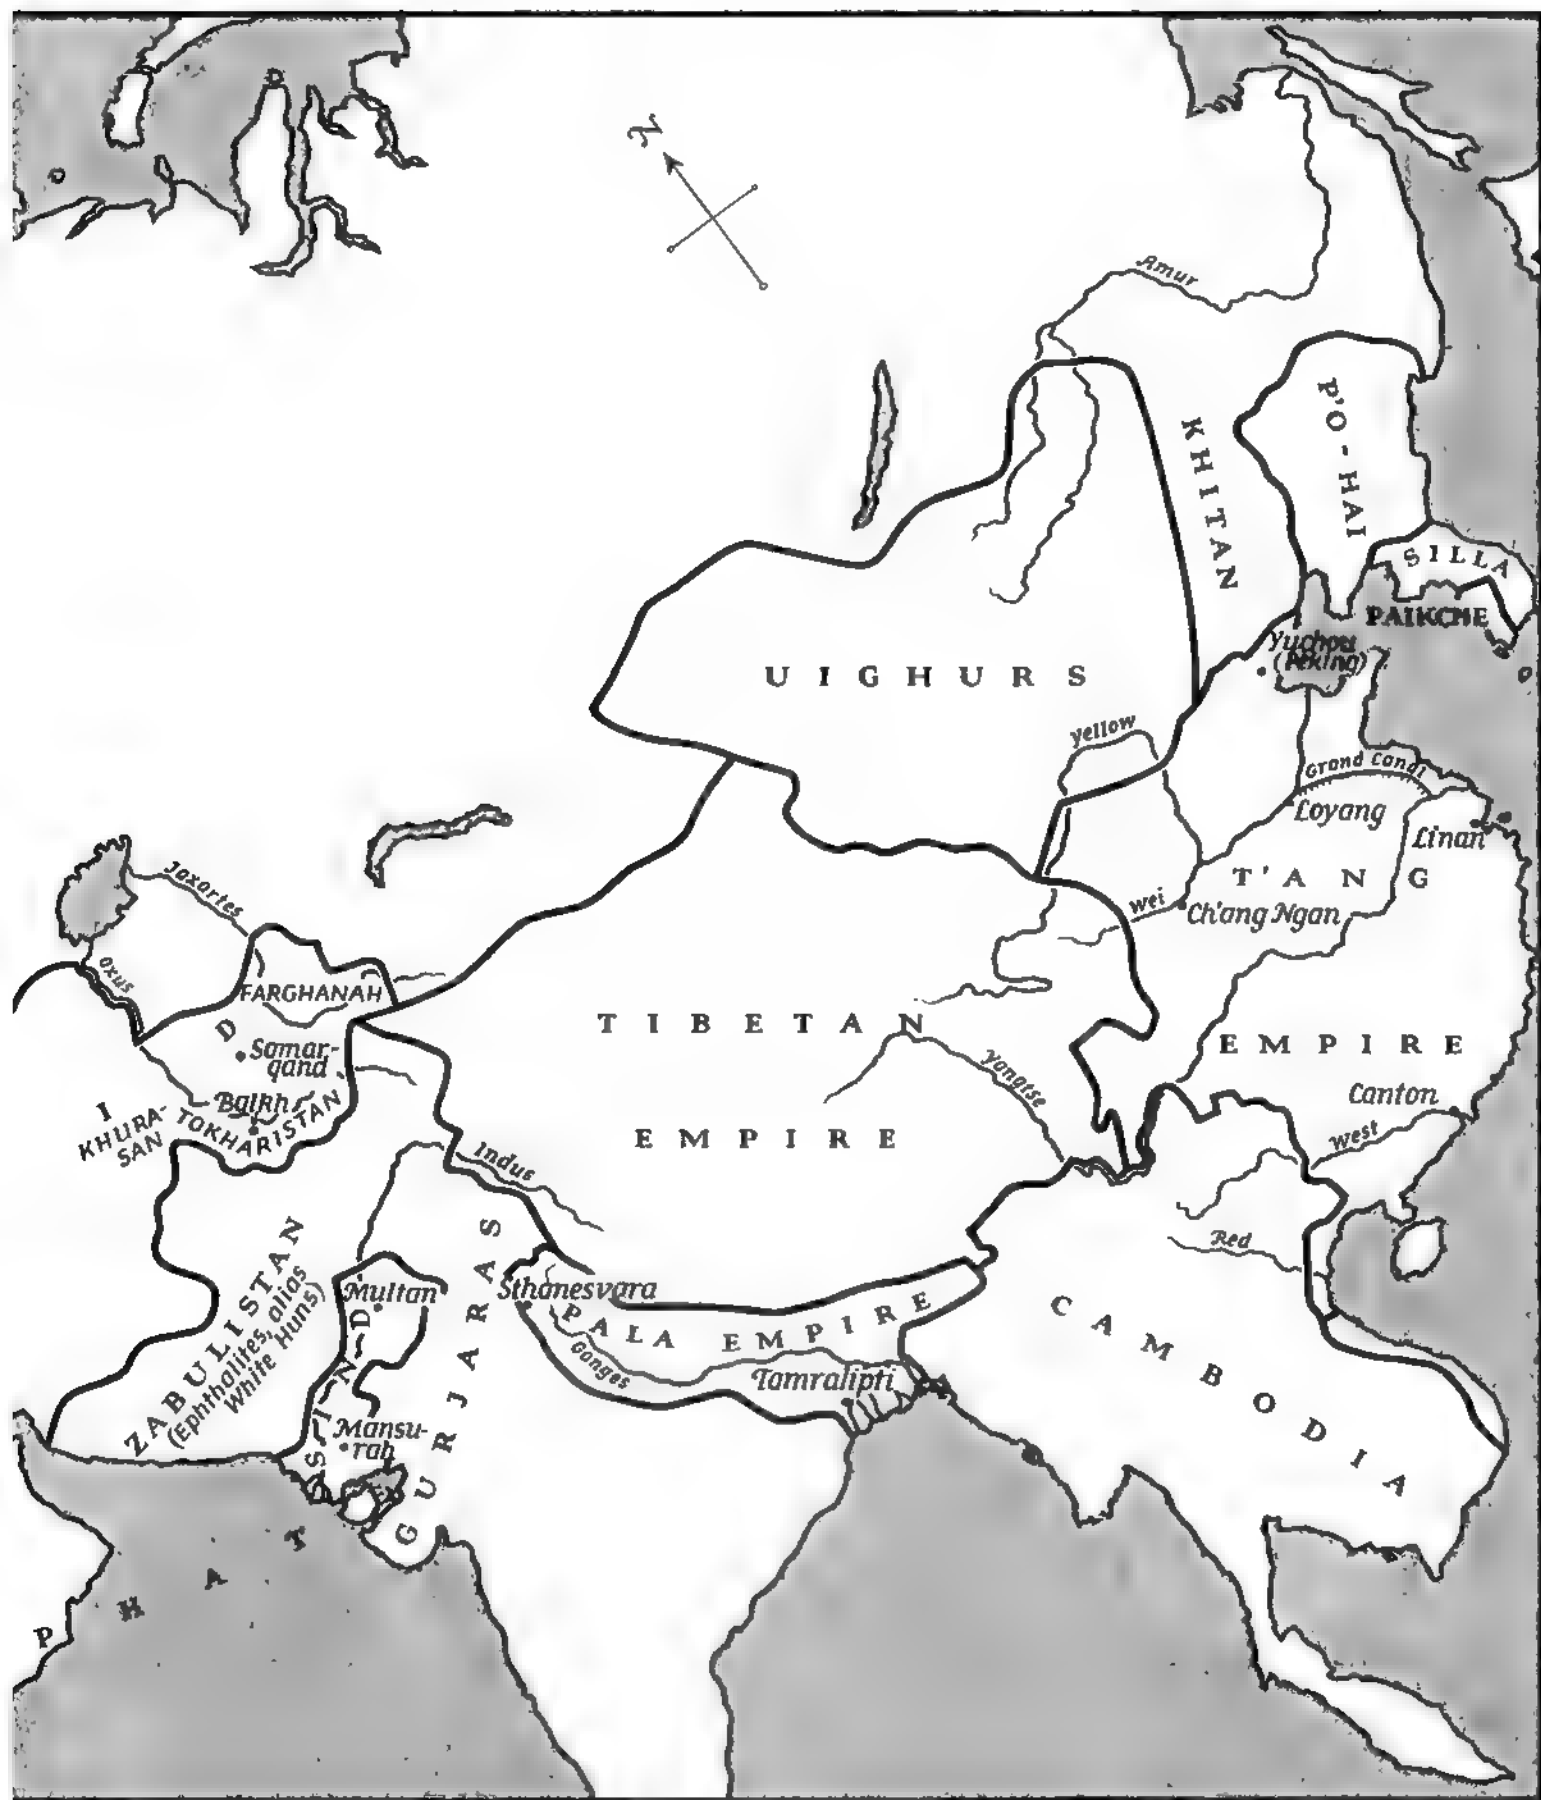 N
Amur
KHITAN
P'O-HAI
SILLA
PAIKCHE
Yuchou
(Peking)
UIGHURS
Yellow
Grand Canal
Loyang
Linan
T'ANG
Wei
Ch'ang Ngan
Jaxartes
Oxus
FARGHANAH
D
Samar-
qand
TIBETAN
Yangtse
EMPIRE
Canton
Balkh
I
KHURA-
SAN
TOKHARISTAN
EMPIRE
West
Indus
Red
ZABULISTAN
(Ephthalites, alias
White Huns)
Multan
SIND
Mansu-
rah
GURJARAS
Sthanesvara
PALA EMPIRE
Ganges
Tamralipti
CAMBODIA
P H A T